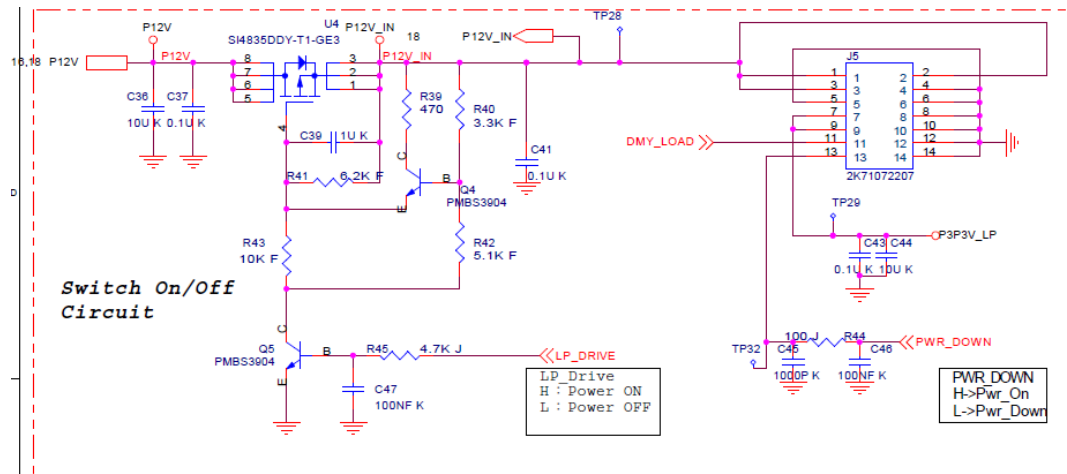 TP28
P12V
U4
P12V_IN
18
P12V_IN
SI4835DDY-T1-GE3
16,18 P12V
P12V
P12V_IN
J5
8
7
6
5
3
2
1
4
1
3
5
7
9
11
13
1
3
5
7
9
11
13
2
4
6
8
10
12
14
2
4
6
8
10
12
14
C36
10U K
C37
0.1U K
R39
470
R40
3.3K F
C39
1U K
C41
0.1U K
DMY_LOAD
2K71072207
R41
6.2K F
C
B
E
Q4
PMBS3904
D
TP29
R43
10K F
R42
5.1K F
P3P3V_LP
C43
C44
0.1U K
10U K
Switch On/Off
Circuit
C
Q5
PMBS3904
B
E
R45
4.7K J
LP_DRIVE
C47
100NF K
LP_Drive
H : Power ON
L : Power OFF
100 J
R44
PWR_DOWN
TP32
C45
1000P K
C46
100NF K
PWR_DOWN
H->Pwr_On
L->Pwr_Down